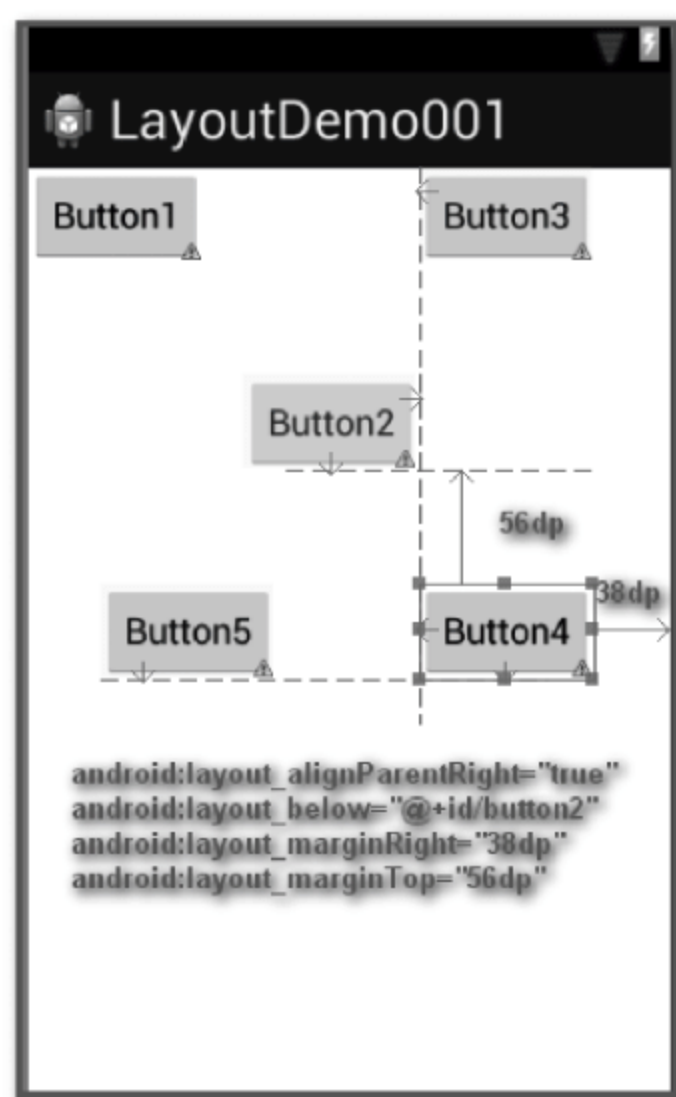 LayoutDemo001
Button1
Button3
Button2
56dp
38dp
Button5
Button4
android:layout_alignParentRight="true"
android:layout_below="@+id/button2"
android:layout_marginRight="38dp"
android:layout_marginTop="56dp"